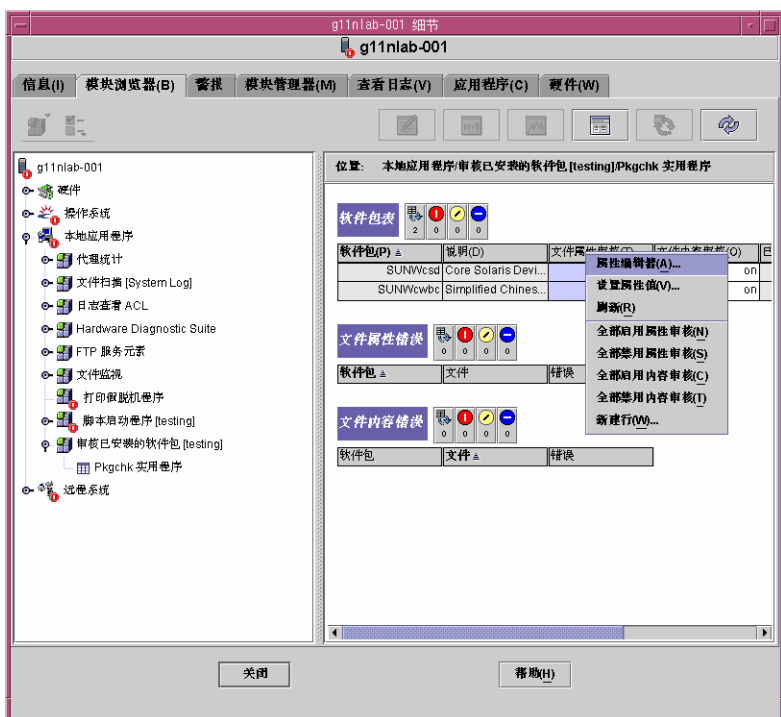 g11nlab-001 细节
g11nlab-001
信息(I) 模块浏览器(B) 警报 模块管理器(M) 查看日志(V) 应用程序(C) 硬件(W)
g11nlab-001
硬件
操作系统
本地应用程序
代理统计
文件扫描 [System Log]
日志查看 ACL
Hardware Diagnostic Suite
FTP 服务元素
文件监视
打印假脱机程序
脚本启动程序 [testing]
审核已安装的软件包 [testing]
Pkgchk 实用程序
远程系统
位置: 本地应用程序/审核已安装的软件包 [testing]/Pkgchk 实用程序
软件包表 2 0 0 0
软件包(P) 说明(D) 文件属性审核(T) 文件内容审核(O)
SUNWcsd Core Solaris Devi... on
SUNWcwbc Simplified Chines... on
属性编辑器(A)...
设置属性值(V)...
刷新(R)
全部启用属性审核(N)
全部禁用属性审核(S)
全部启用内容审核(C)
全部禁用内容审核(T)
新建行(W)...
文件属性错误 0 0 0 0
软件包 文件 错误
文件内容错误 0 0 0 0
软件包 文件 错误
关闭 帮助(H)